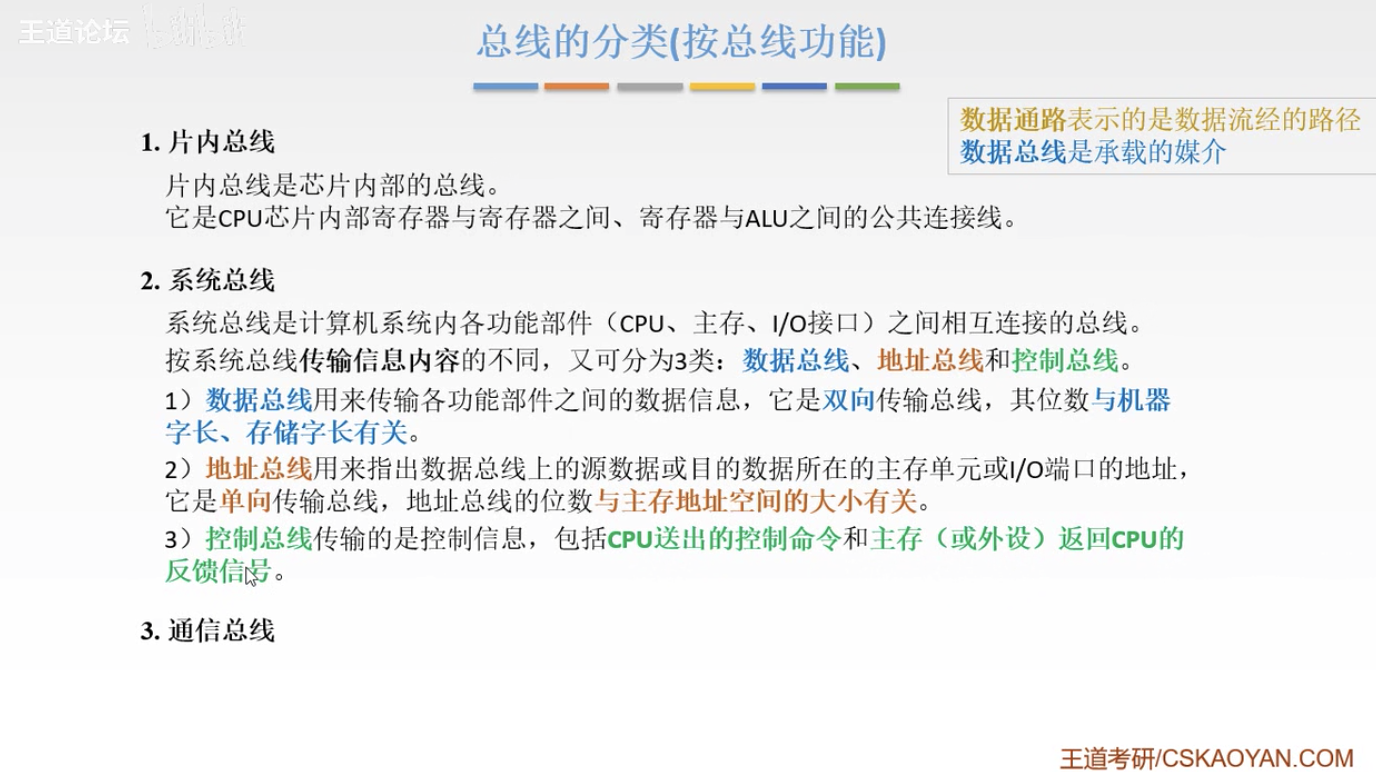 王道论坛
总线的分类(按总线功能)
数据通路表示的是数据流经的路径
数据总线是承载的媒介
1. 片内总线
片内总线是芯片内部的总线。
它是CPU芯片内部寄存器与寄存器之间、寄存器与ALU之间的公共连接线。
2. 系统总线
系统总线是计算机系统内各功能部件（CPU、主存、I/O接口）之间相互连接的总线。
按系统总线传输信息内容的不同，又可分为3类：数据总线、地址总线和控制总线。
1）数据总线用来传输各功能部件之间的数据信息，它是双向传输总线，其位数与机器
字长、存储字长有关。
2）地址总线用来指出数据总线上的源数据或目的数据所在的主存单元或I/O端口的地址，
它是单向传输总线，地址总线的位数与主存地址空间的大小有关。
3）控制总线传输的是控制信息，包括CPU送出的控制命令和主存（或外设）返回CPU的
反馈信号。
3. 通信总线
王道考研/CSKAOYAN.COM